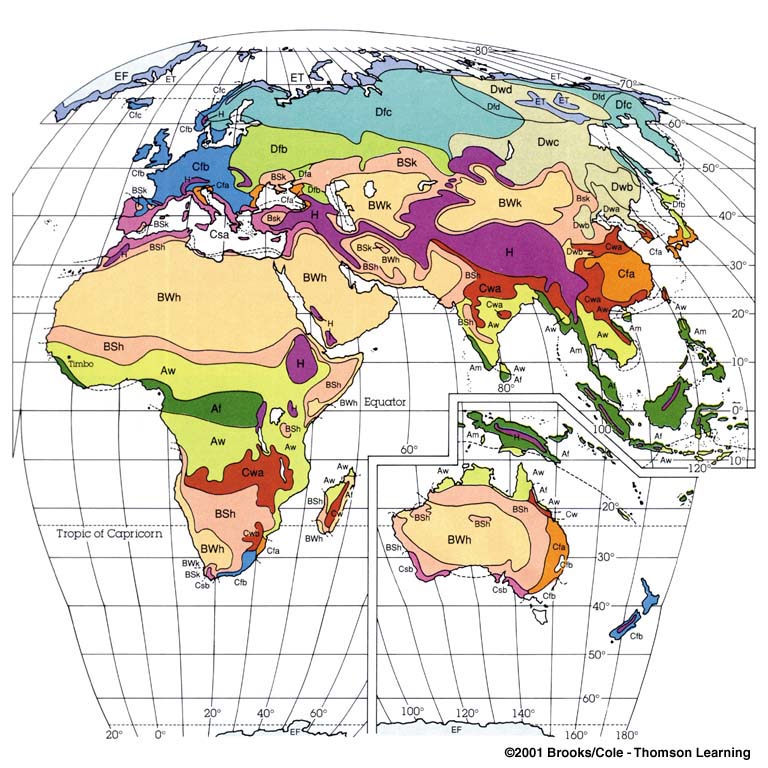 80°
EF
ET
ET
ET
70°
Cfc
Cfc
H
Dfc
Dwd
Dfd
ET
ET
Dfd
Dfc
60°
Cfb
Dfb
Dwc
Cfb
Cfb
BSk
50°
H
Cfa
BSk
Dfa
Dfb
Dwb
BSk
Cfa
BWk
BWk
Bsk
Dwa
Dfb
BSk
Bsk
H
40°
Csa
Dwb
BSh
BSk
BWh
H
Dwb
Cwa
Cfa
H
BSh
Cfa
30°
BWh
BWh
BSh
Cwa
Cwa
Cwa
Aw
20°
H
BSh
Aw
Aw
Aw
Am
Am
BSh
H
Timbo
Aw
Am
Aw
Af
Af
10°
BSh
80°
Af
BWh
Equator
0°
BSh
Aw
100°
Af
Am
H
Af
60°
120°
10°
Cwa
Aw
Aw
Aw
Aw
Af
BSh
BSh
Cw
BSh
BSh
BSh
Aw
Cw
20°
Tropic of Capricorn
Cwb
BWh
BWh
BWh
BSh
Cfa
Cfa
Cfb
30°
BWk
BSk
Csb
Cfb
Csb
Csb
Cfb
40°
Cfb
50°
60°
20°
0°
20°
40°
60°
EF
100°
120°
140°
EF
160°
180°
©2001 Brooks/Cole - Thomson Learning